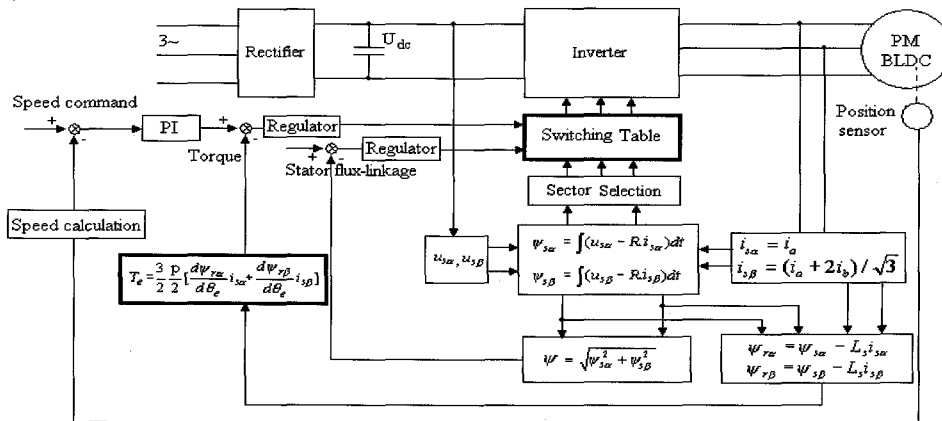 3~
Rectifier
U_dc
Inverter
PM
BLDC
Speed command
PI
Regulator
Switching Table
Position
sensor
Torque
Regulator
Stator flux-linkage
Sector Selection
Speed calculation
u_sα, u_sβ
ψ_sα = ∫(u_sα − R i_sα)dt
ψ_sβ = ∫(u_sβ − R i_sβ)dt
i_sα = i_a
i_sβ = (i_a + 2i_b) / √3
T_e = 3/2 p/2 [dψ_rα/dθ_e i_sα + dψ_rβ/dθ_e i_sβ]
ψ = √(ψ_sα² + ψ_sβ²)
ψ_rα = ψ_sα − L_s i_sα
ψ_rβ = ψ_sβ − L_s i_sβ